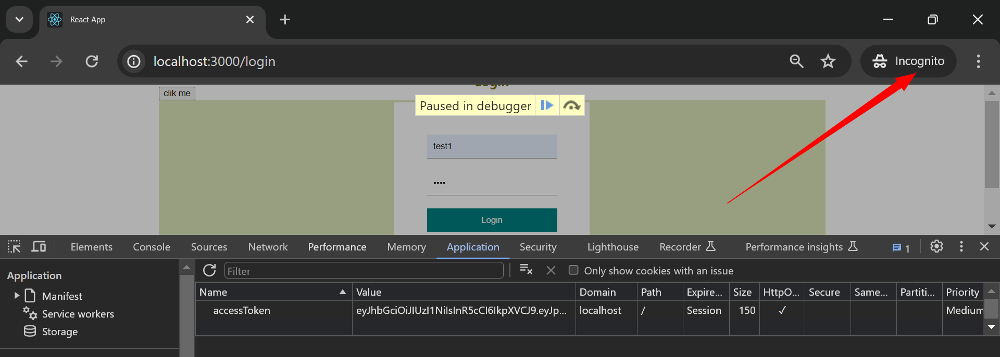 React App
localhost:3000/login
Incognito
Login
clik me
Paused in debugger
test1
••••
Login
Elements Console Sources Network Performance Memory Application Security Lighthouse Recorder Performance insights 1
Application
Filter
Only show cookies with an issue
Name Value Domain Path Expire... Size HttpO... Secure Same... Partiti... Priority
Manifest
accessToken eyJhbGciOiJIUzI1NiIsInR5cCI6IkpXVCJ9.eyJp... localhost / Session 150 ✓ Medium
Service workers
Storage